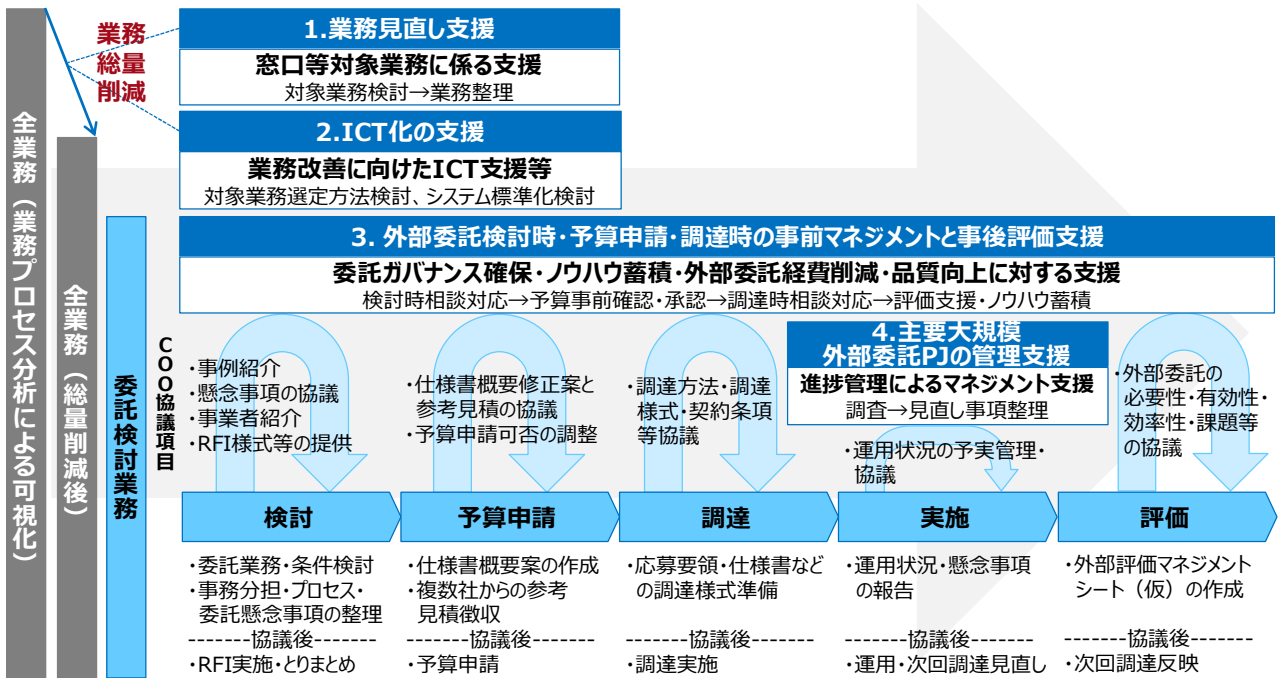 全業務（業務プロセス分析による可視化）
業務
総量
削減
全業務（総量削減後）
委託検討業務
1.業務見直し支援
窓口等対象業務に係る支援
対象業務検討→業務整理
2.ICT化の支援
業務改善に向けたICT支援等
対象業務選定方法検討、システム標準化検討
3. 外部委託検討時・予算申請・調達時の事前マネジメントと事後評価支援
委託ガバナンス確保・ノウハウ蓄積・外部委託経費削減・品質向上に対する支援
検討時相談対応→予算事前確認・承認→調達時相談対応→評価支援・ノウハウ蓄積
4.主要大規模
外部委託PJの管理支援
進捗管理によるマネジメント支援
調査→見直し事項整理
COO協議項目
・事例紹介
・懸念事項の協議
・事業者紹介
・RFI様式等の提供
・仕様書概要修正案と
参考見積の協議
・予算申請可否の調整
・調達方法・調達
様式・契約条項
等協議
・運用状況の予実管理・
協議
・外部委託の
必要性・有効性・
効率性・課題等
の協議
検討
予算申請
調達
実施
評価
・委託業務・条件検討
・事務分担・プロセス・
委託懸念事項の整理
-------協議後-------
・RFI実施・とりまとめ
・仕様書概要案の作成
・複数社からの参考
見積徴収
-------協議後-------
・予算申請
・応募要領・仕様書など
の調達様式準備
-------協議後-------
・調達実施
・運用状況・懸念事項
の報告
-------協議後-------
・運用・次回調達見直し
・外部評価マネジメント
シート（仮）の作成
-------協議後-------
・次回調達反映